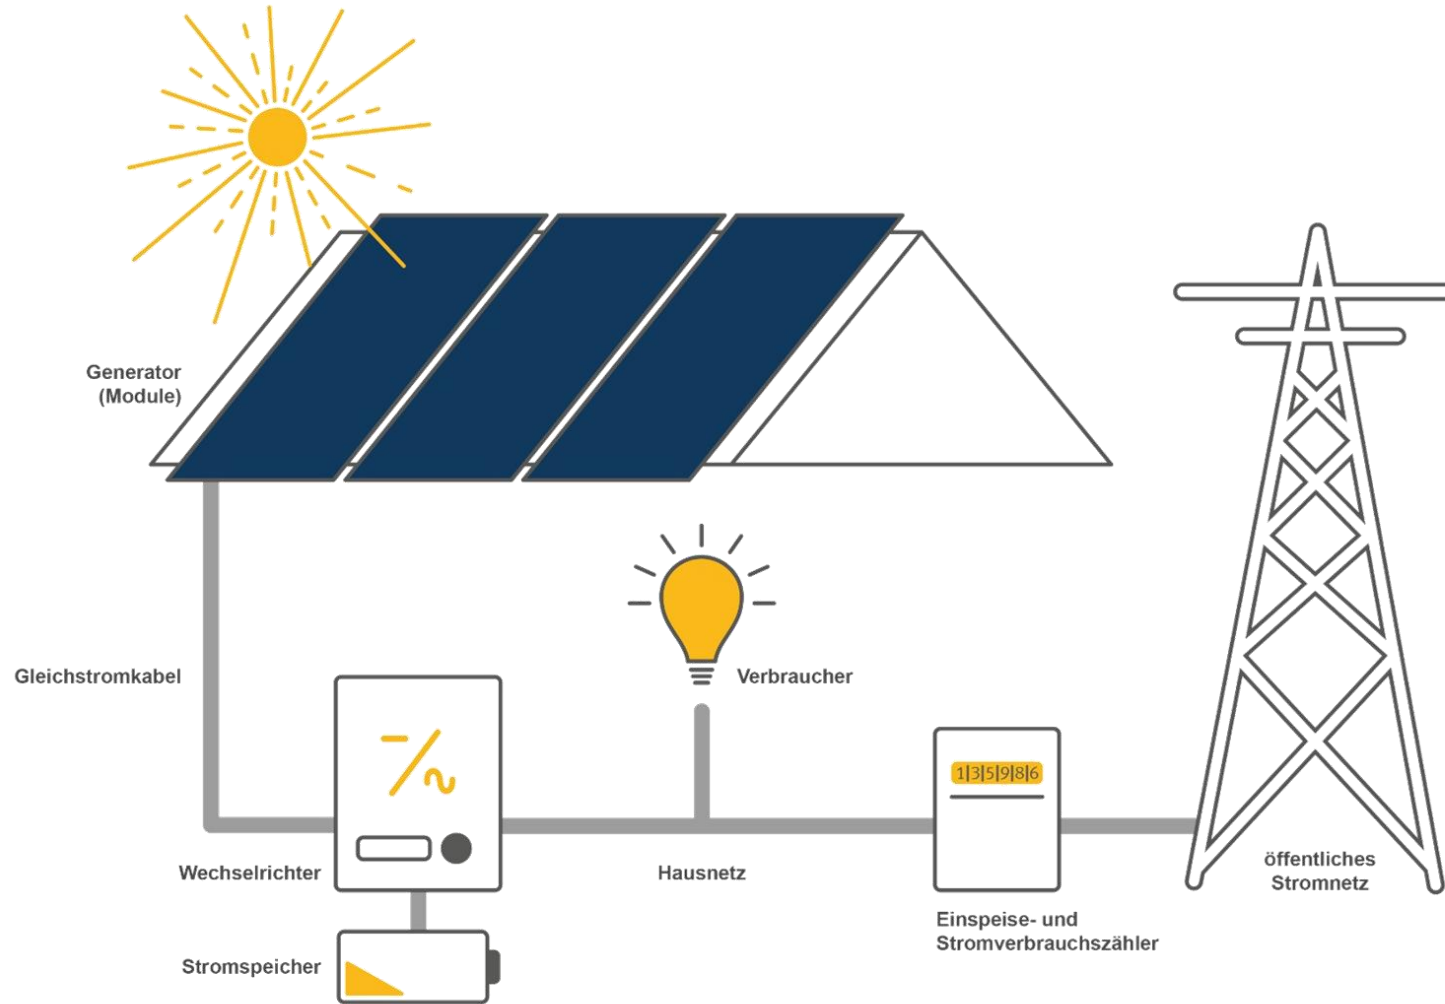 Generator
(Module)
Gleichstromkabel
Verbraucher
1|3|5|9|8|6
Wechselrichter
Hausnetz
öffentliches
Stromnetz
Einspeise- und
Stromverbrauchszähler
Stromspeicher